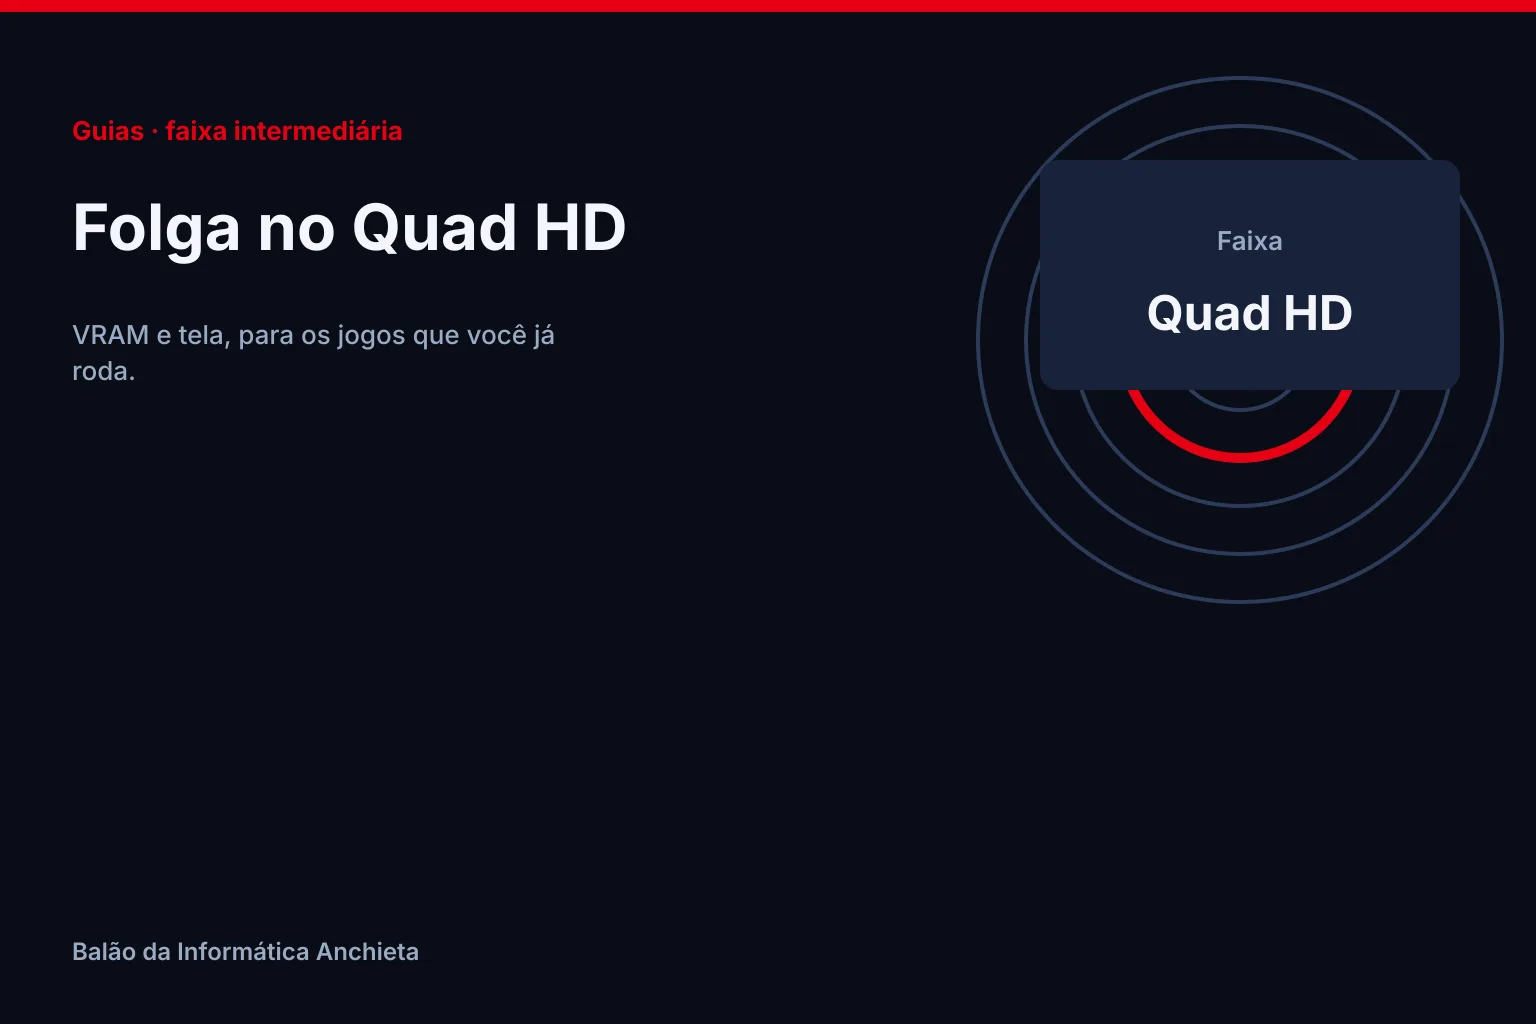 Guias · faixa intermediária
Folga no Quad HD
VRAM e tela, para os jogos que você já
roda.
Faixa
Quad HD
Balão da Informática Anchieta